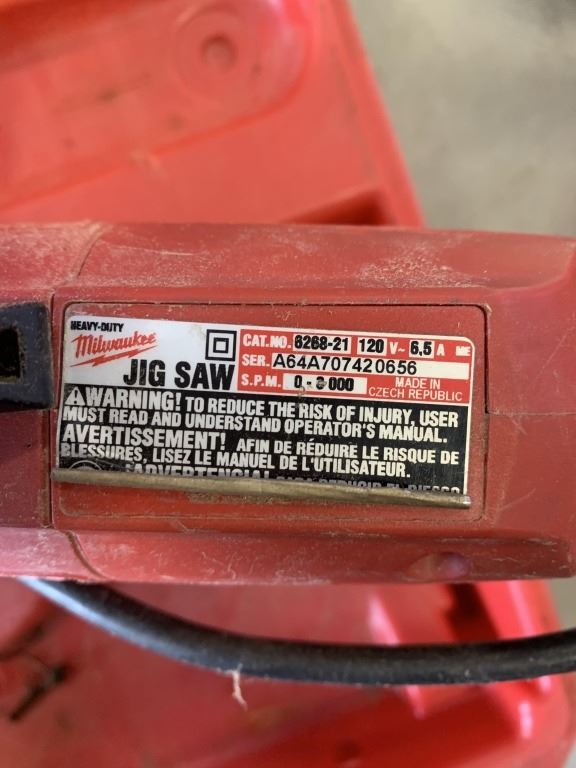 HEAVY-DUTY
Milwaukee
JIG SAW
CAT.NO. 6268-21 120 V~ 6,5 A
SER. A64A707420656
S.P.M. 0 - 3 000 MADE IN
CZECH REPUBLIC
WARNING! TO REDUCE THE RISK OF INJURY, USER
MUST READ AND UNDERSTAND OPERATOR'S MANUAL.
AVERTISSEMENT! AFIN DE RÉDUIRE LE RISQUE DE
BLESSURES, LISEZ LE MANUEL DE L'UTILISATEUR.